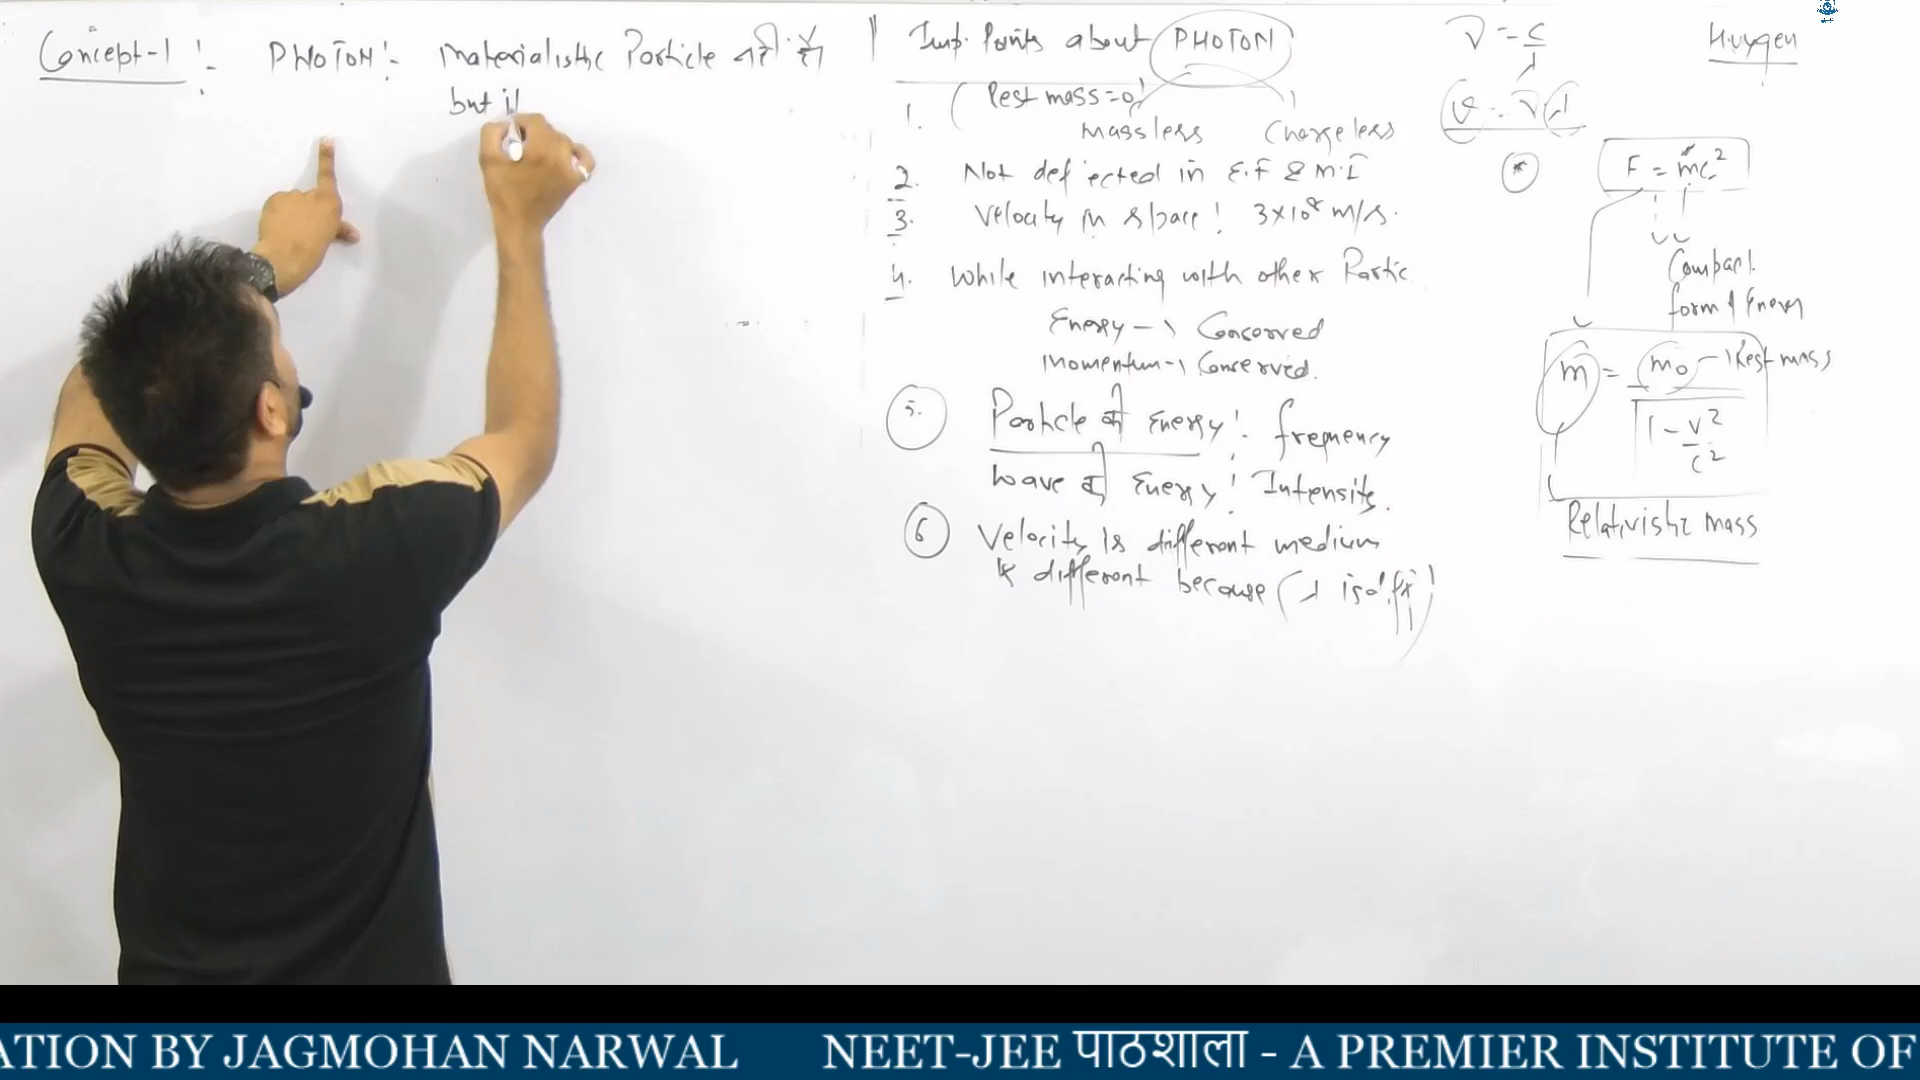 Concept-1 :- PHOTON :- Materialistic Particle नही है
but it
Imp. Points about PHOTON
1. ( Rest mass=0)
massless Chargeless
2. Not deflected in E.F & M.F
3. Velocity in space : 3×10⁸ m/s.
4. While interacting with other Partic
Energy → Conserved
Momentum → Conserved.
5. Particle की Energy :- frequency
Wave की Energy : Intensity.
6 Velocity is different medium
is different because (λ is diff)
ν = c/λ
v = νλ
Huygen
* E = mc²
Compact
form of Energy
m = m₀ → Rest mass
√1 - v²/c²
Relativistic mass
ATION BY JAGMOHAN NARWAL NEET-JEE पाठशाला - A PREMIER INSTITUTE OF